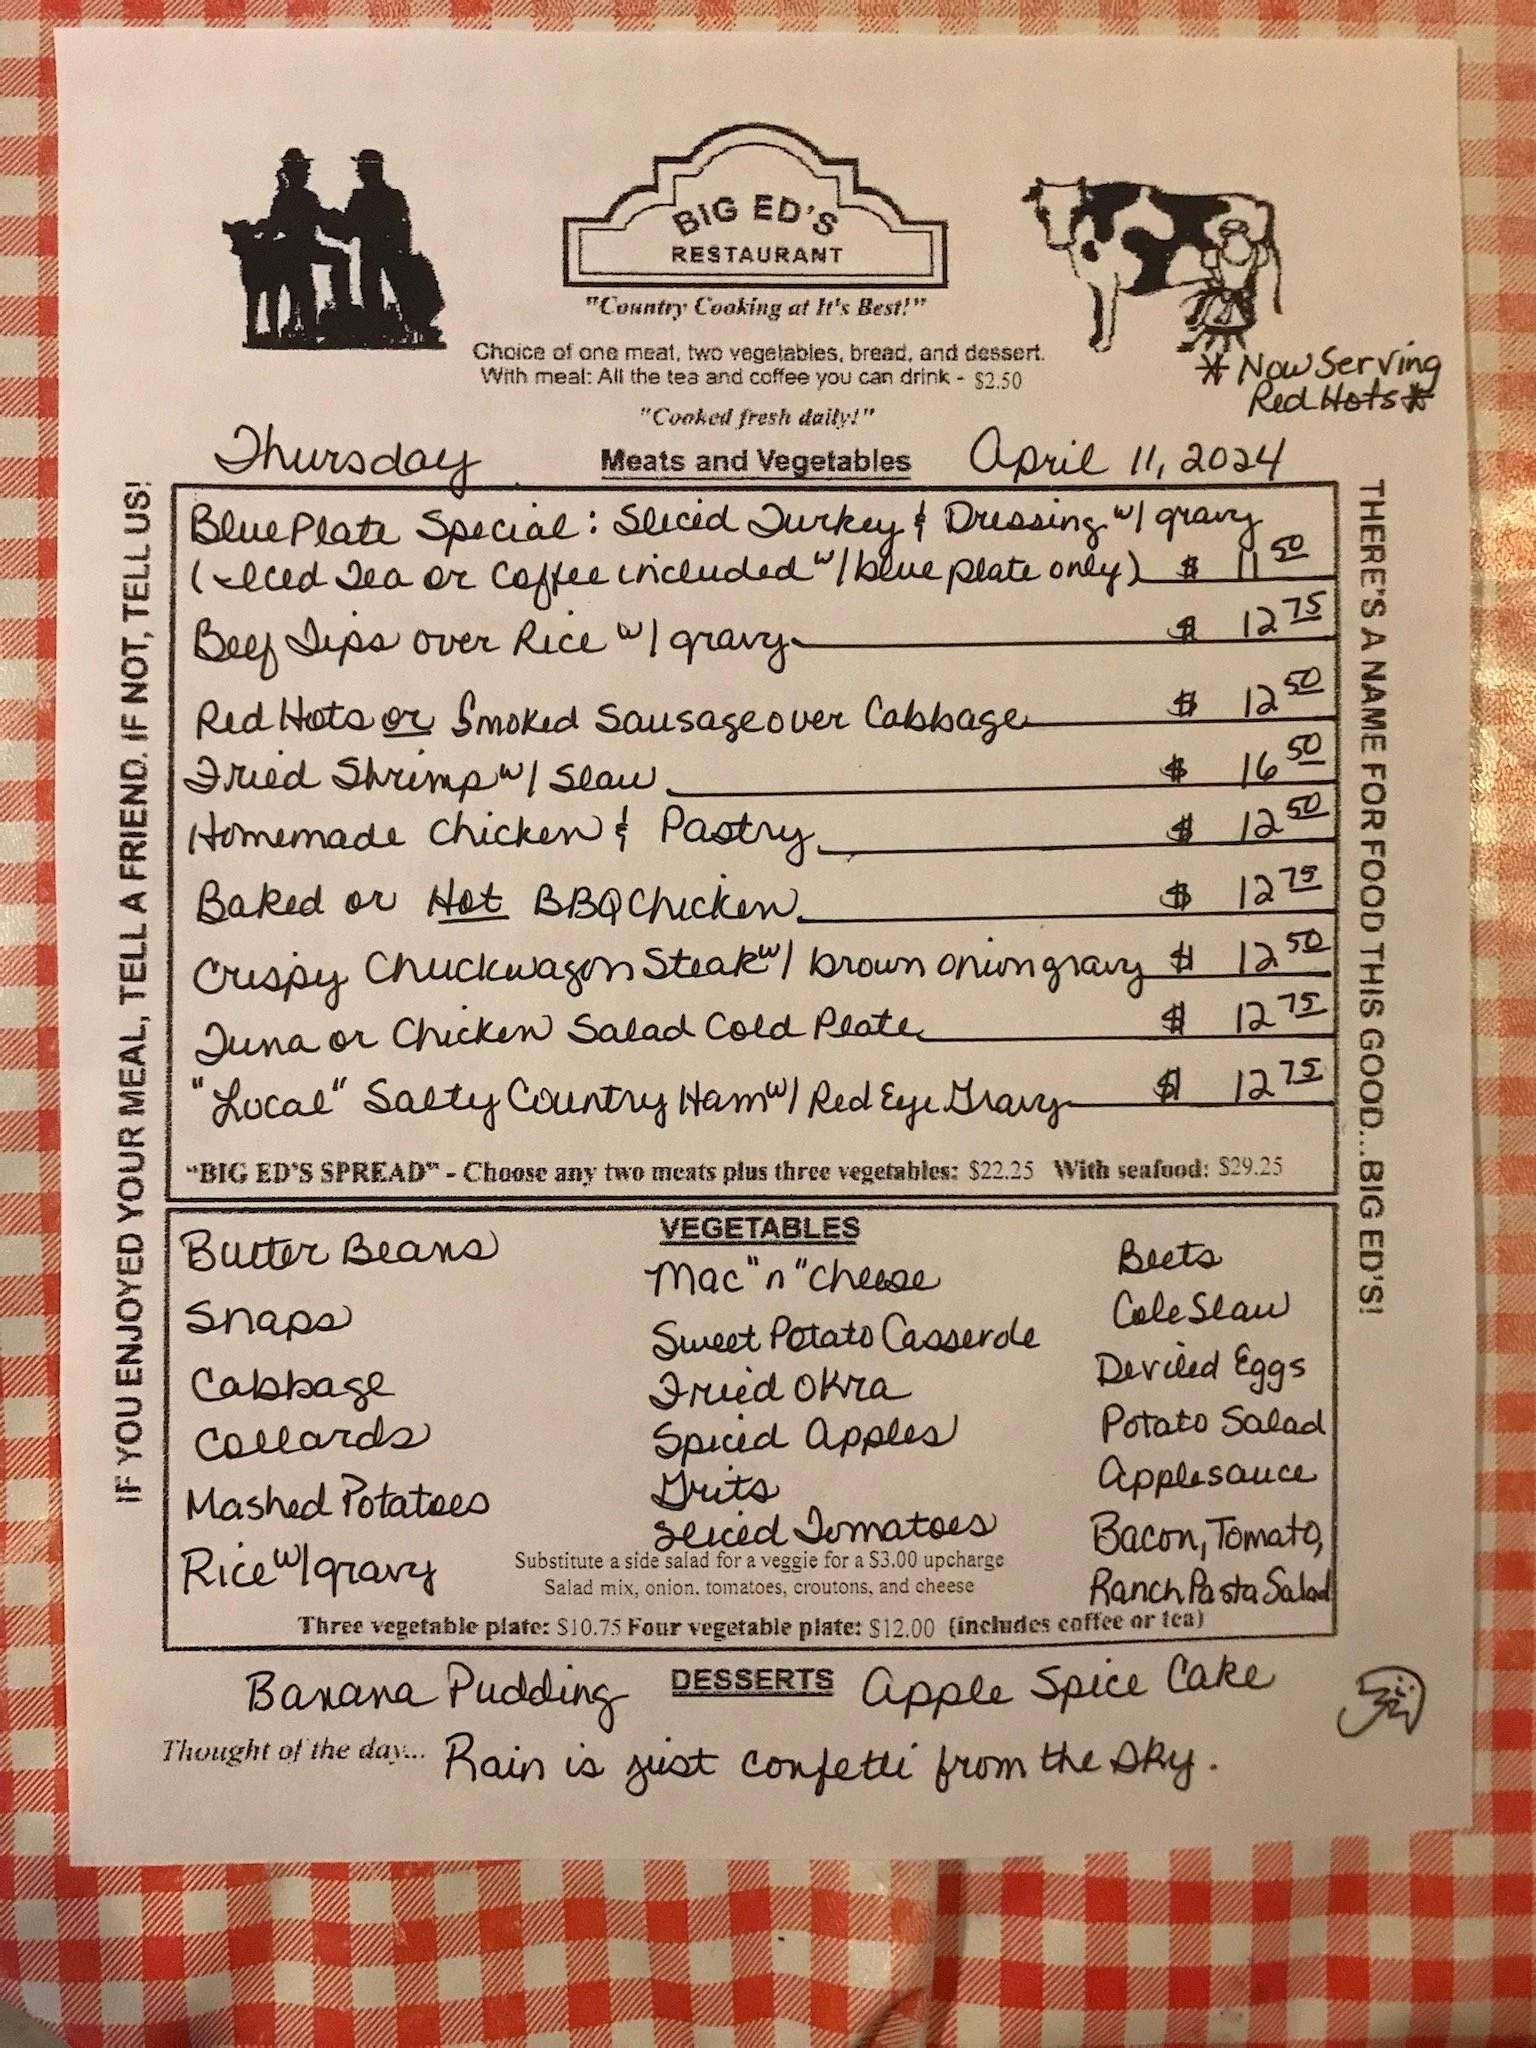 BIG ED'S
RESTAURANT
"Country Cooking at It's Best!"
Choice of one meat, two vegetables, bread, and dessert.
With meal: All the tea and coffee you can drink - $2.50
* Now Serving
Red Hots *
"Cooked fresh daily!"
Thursday Meats and Vegetables April 11, 2024
IF YOU ENJOYED YOUR MEAL, TELL A FRIEND. IF NOT, TELL US!
Blue Plate Special: Sliced Turkey & Dressing w/ gravy
(Iced Tea or Coffee included w/ blue plate only) $ 11 50
Beef Tips over Rice w/ gravy $ 12 75
Red Hots or Smoked Sausage over Cabbage $ 12 50
Fried Shrimp w/ Slaw $ 16 50
Homemade Chicken & Pastry $ 12 50
Baked or Hot BBQ Chicken $ 12 75
Crispy Chuckwagon Steak w/ brown onion gravy $ 12 50
Tuna or Chicken Salad Cold Plate $ 12 75
"Local" Salty Country Ham w/ Red Eye Gravy $ 12 75
"BIG ED'S SPREAD" - Choose any two meats plus three vegetables: $22.25 With seafood: $29.25
THERE'S A NAME FOR FOOD THIS GOOD...BIG ED'S!
VEGETABLES
Butter Beans
Snaps
Cabbage
Collards
Mashed Potatoes
Rice w/ gravy
Mac "n" Cheese
Sweet Potato Casserole
Fried Okra
Spiced Apples
Grits
Sliced Tomatoes
Beets
Cole Slaw
Deviled Eggs
Potato Salad
Applesauce
Bacon, Tomato,
Ranch Pasta Salad
Substitute a side salad for a veggie for a $3.00 upcharge
Salad mix, onion, tomatoes, croutons, and cheese
Three vegetable plate: $10.75 Four vegetable plate: $12.00 (includes coffee or tea)
Banana Pudding DESSERTS Apple Spice Cake
Thought of the day... Rain is just confetti from the sky.